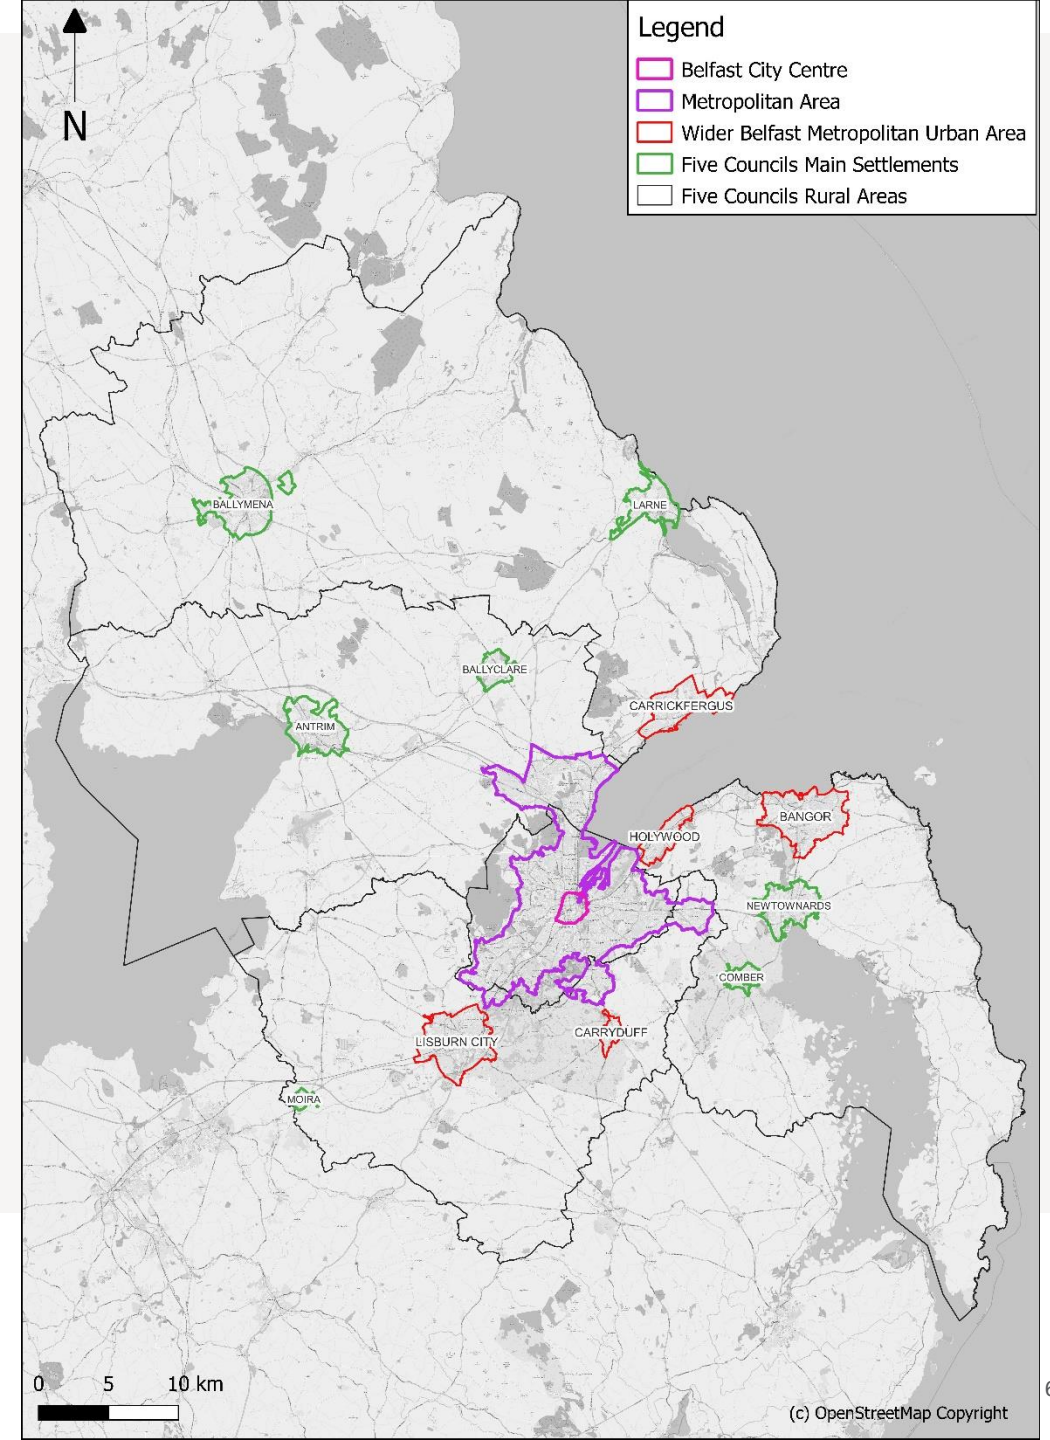 Legend
Belfast City Centre
Metropolitan Area
Wider Belfast Metropolitan Urban Area
Five Councils Main Settlements
Five Councils Rural Areas
N
BALLYMENA
LARNE
BALLYCLARE
CARRICKFERGUS
ANTRIM
BANGOR
HOLYWOOD
NEWTOWNARDS
COMBER
CARRYDUFF
LISBURN CITY
MOIRA
0 5 10 km
(c) OpenStreetMap Copyright